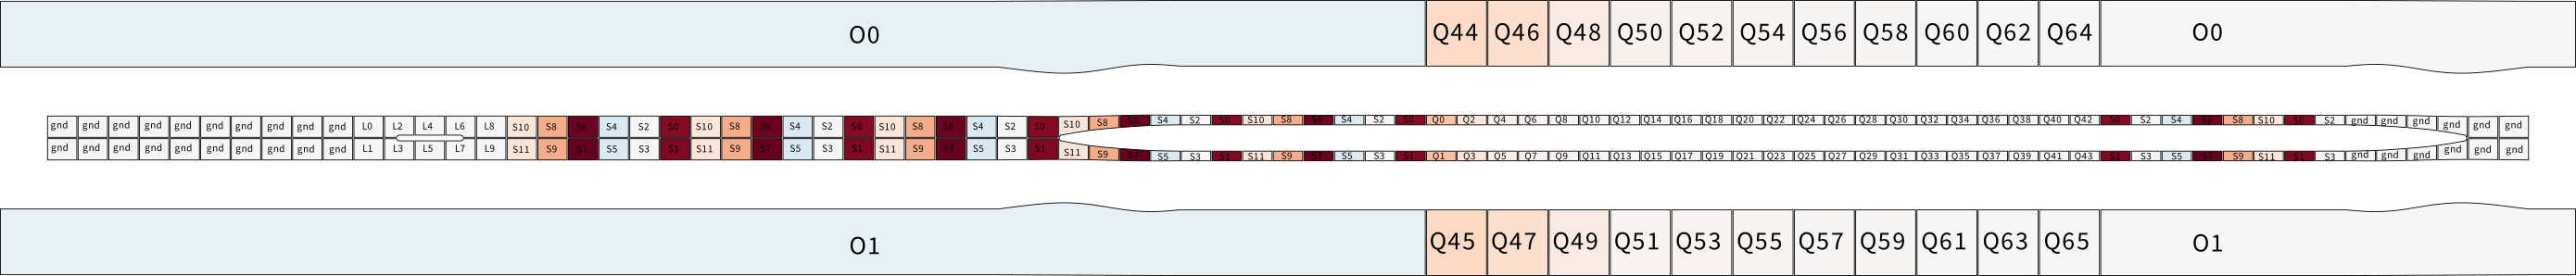 O0 Q44 Q46 Q48 Q50 Q52 Q54 Q56 Q58 Q60 Q62 Q64 O0
gnd gnd gnd gnd gnd gnd gnd gnd gnd gnd L0 L2 L4 L6 L8 S10 S8 S6 S4 S2 S0 S10 S8 S6 S4 S2 S0 S10 S8 S6 S4 S2 S0 S10 S8 S6 S4 S2 S0 S10 S8 S6 S4 S2 S0 Q0 Q2 Q4 Q6 Q8 Q10 Q12 Q14 Q16 Q18 Q20 Q22 Q24 Q26 Q28 Q30 Q32 Q34 Q36 Q38 Q40 Q42 S0 S2 S4 S6 S8 S10 S0 S2 gnd gnd gnd gnd gnd gnd
gnd gnd gnd gnd gnd gnd gnd gnd gnd gnd L1 L3 L5 L7 L9 S11 S9 S7 S5 S3 S1 S11 S9 S7 S5 S3 S1 S11 S9 S7 S5 S3 S1 S11 S9 S7 S5 S3 S1 S11 S9 S7 S5 S3 S1 Q1 Q3 Q5 Q7 Q9 Q11 Q13 Q15 Q17 Q19 Q21 Q23 Q25 Q27 Q29 Q31 Q33 Q35 Q37 Q39 Q41 Q43 S1 S3 S5 S7 S9 S11 S1 S3 gnd gnd gnd gnd gnd gnd
O1 Q45 Q47 Q49 Q51 Q53 Q55 Q57 Q59 Q61 Q63 Q65 O1